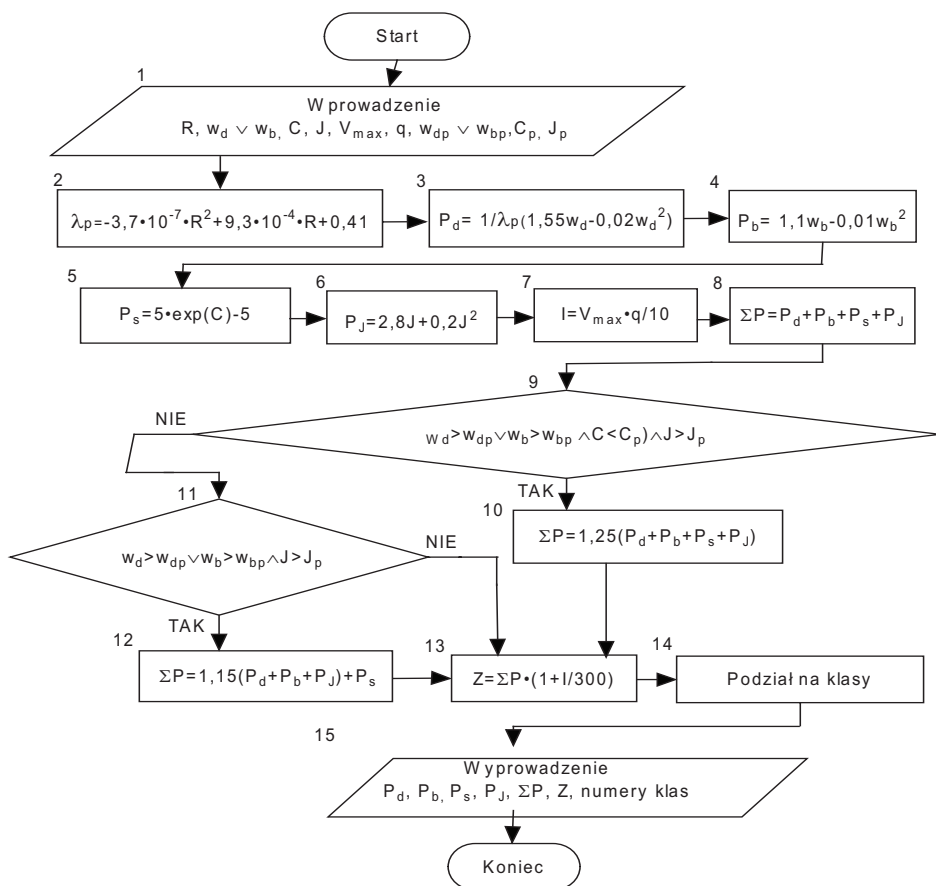 Start
1
Wprowadzenie
R, w_d ∨ w_b, C, J, V_max, q, w_dp ∨ w_bp, C_p, J_p
2
λp=-3,7•10^-7•R^2+9,3•10^-4•R+0,41
3
P_d= 1/λ_p(1,55w_d-0,02w_d^2)
4
P_b= 1,1w_b-0,01w_b^2
5
P_s=5•exp(C)-5
6
P_J=2,8J+0,2J^2
7
I=V_max•q/10
8
ΣP=P_d+P_b+P_s+P_J
9
NIE
w_d>w_dp∨w_b>w_bp ∧C<C_p)∧J>J_p
TAK
10
ΣP=1,25(P_d+P_b+P_s+P_J)
11
w_d>w_dp∨w_b>w_bp∧J>J_p
NIE
TAK
12
ΣP=1,15(P_d+P_b+P_J)+P_s
13
Z=ΣP•(1+I/300)
14
Podział na klasy
15
Wyprowadzenie
P_d, P_b, P_s, P_J, ΣP, Z, numery klas
Koniec